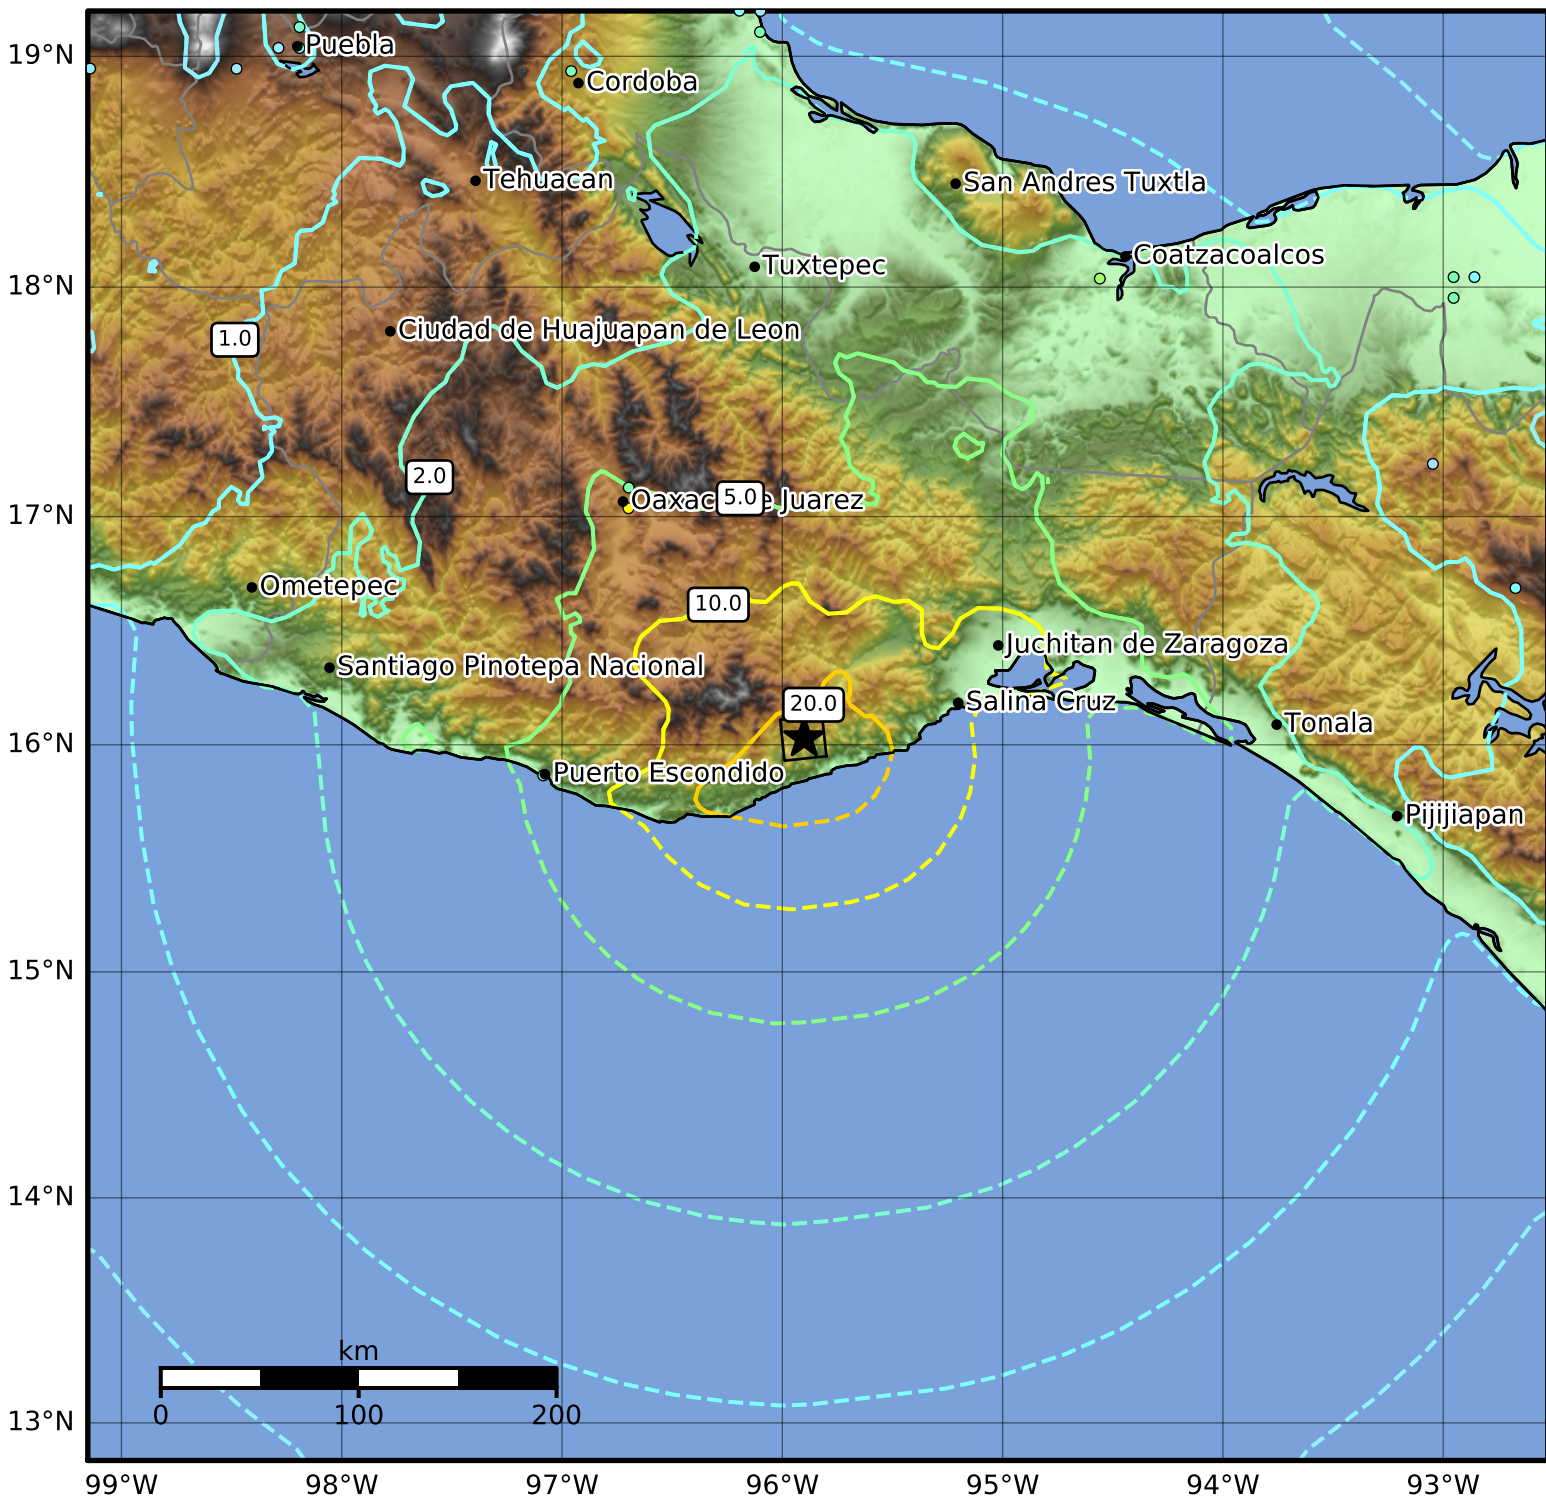 19°N
Puebla
Cordoba
Tehuacan
San Andres Tuxtla
Tuxtepec
Coatzacoalcos
18°N
1.0
Ciudad de Huajuapan de Leon
2.0
Oaxac
5.0
e Juarez
17°N
Ometepec
10.0
Juchitan de Zaragoza
Santiago Pinotepa Nacional
20.0
Salina Cruz
Tonala
16°N
Puerto Escondido
Pijijiapan
15°N
14°N
km
0 100 200
13°N
99°W 98°W 97°W 96°W 95°W 94°W 93°W